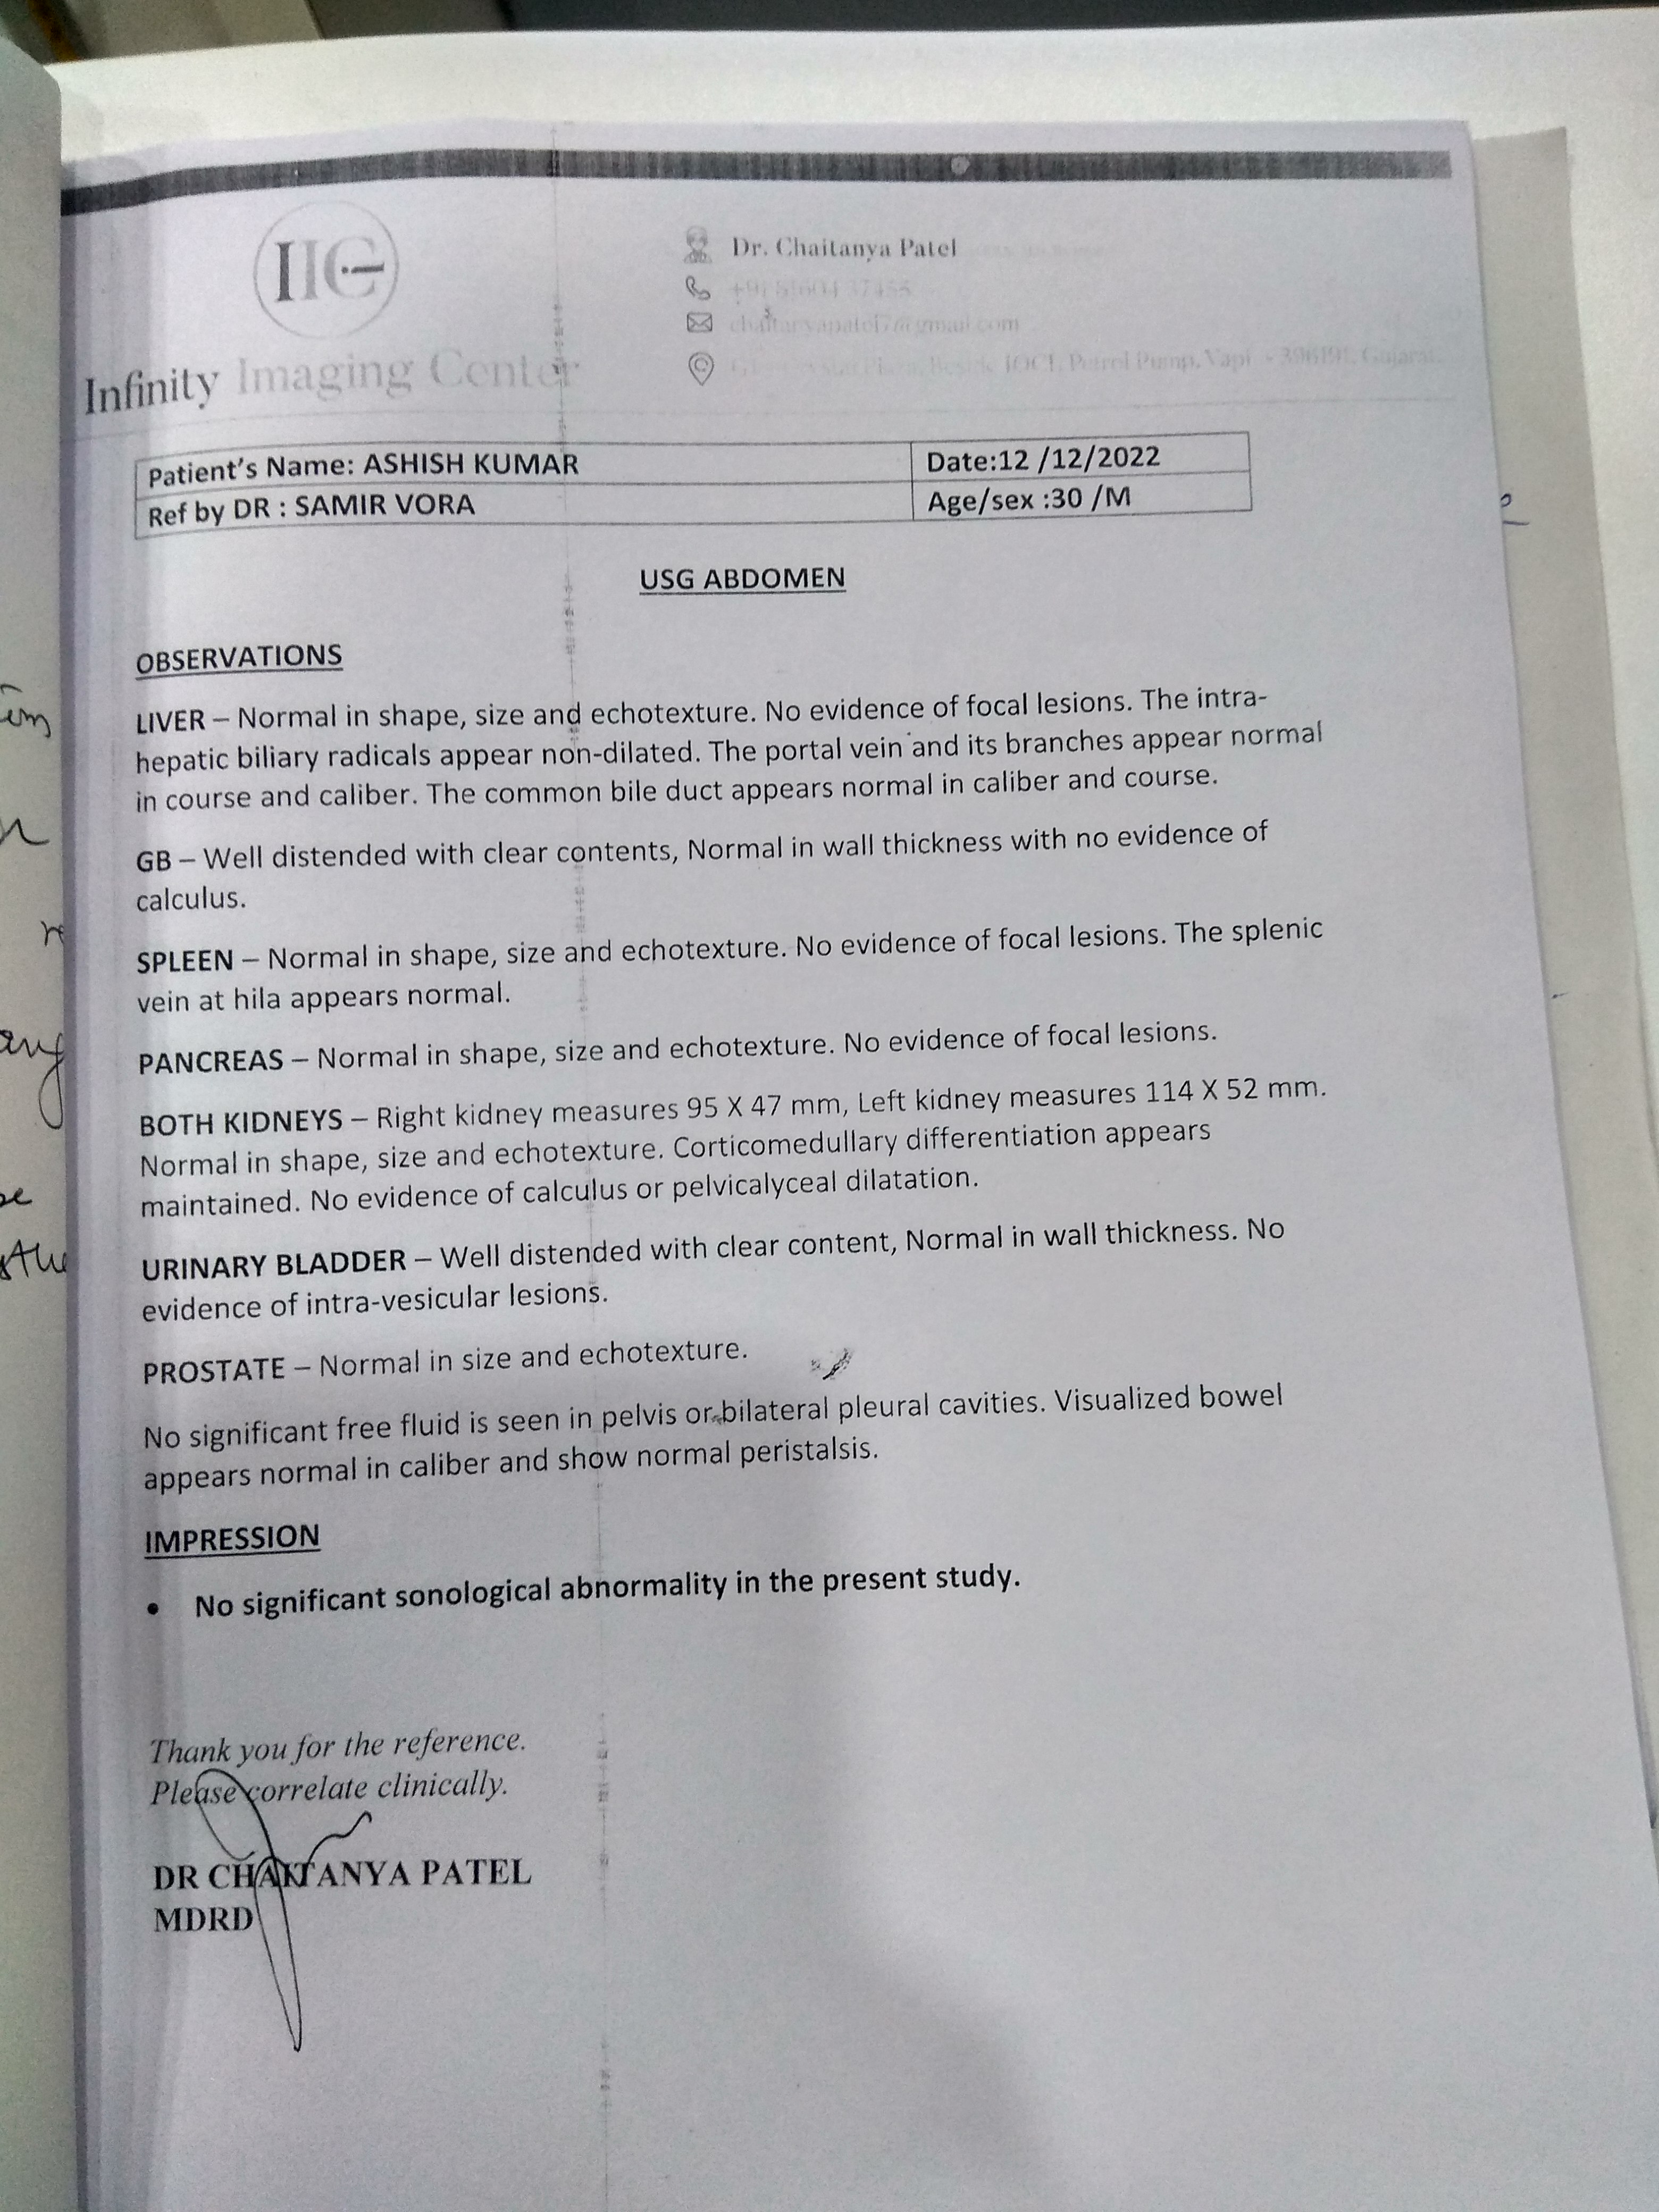 IIC
Infinity Imaging Center
Dr. Chaitanya Patel
Beside IOCL Petrol Pump, Vapi - 396191, Gujarat
Patient's Name: ASHISH KUMAR
Date:12 /12/2022
Ref by DR : SAMIR VORA
Age/sex :30 /M
USG ABDOMEN
OBSERVATIONS
LIVER – Normal in shape, size and echotexture. No evidence of focal lesions. The intra-
hepatic biliary radicals appear non-dilated. The portal vein and its branches appear normal
in course and caliber. The common bile duct appears normal in caliber and course.
GB – Well distended with clear contents, Normal in wall thickness with no evidence of
calculus.
SPLEEN – Normal in shape, size and echotexture. No evidence of focal lesions. The splenic
vein at hila appears normal.
PANCREAS – Normal in shape, size and echotexture. No evidence of focal lesions.
BOTH KIDNEYS – Right kidney measures 95 X 47 mm, Left kidney measures 114 X 52 mm.
Normal in shape, size and echotexture. Corticomedullary differentiation appears
maintained. No evidence of calculus or pelvicalyceal dilatation.
URINARY BLADDER – Well distended with clear content, Normal in wall thickness. No
evidence of intra-vesicular lesions.
PROSTATE – Normal in size and echotexture.
No significant free fluid is seen in pelvis or bilateral pleural cavities. Visualized bowel
appears normal in caliber and show normal peristalsis.
IMPRESSION
• No significant sonological abnormality in the present study.
Thank you for the reference.
Please correlate clinically.
DR CHAITANYA PATEL
MDRD